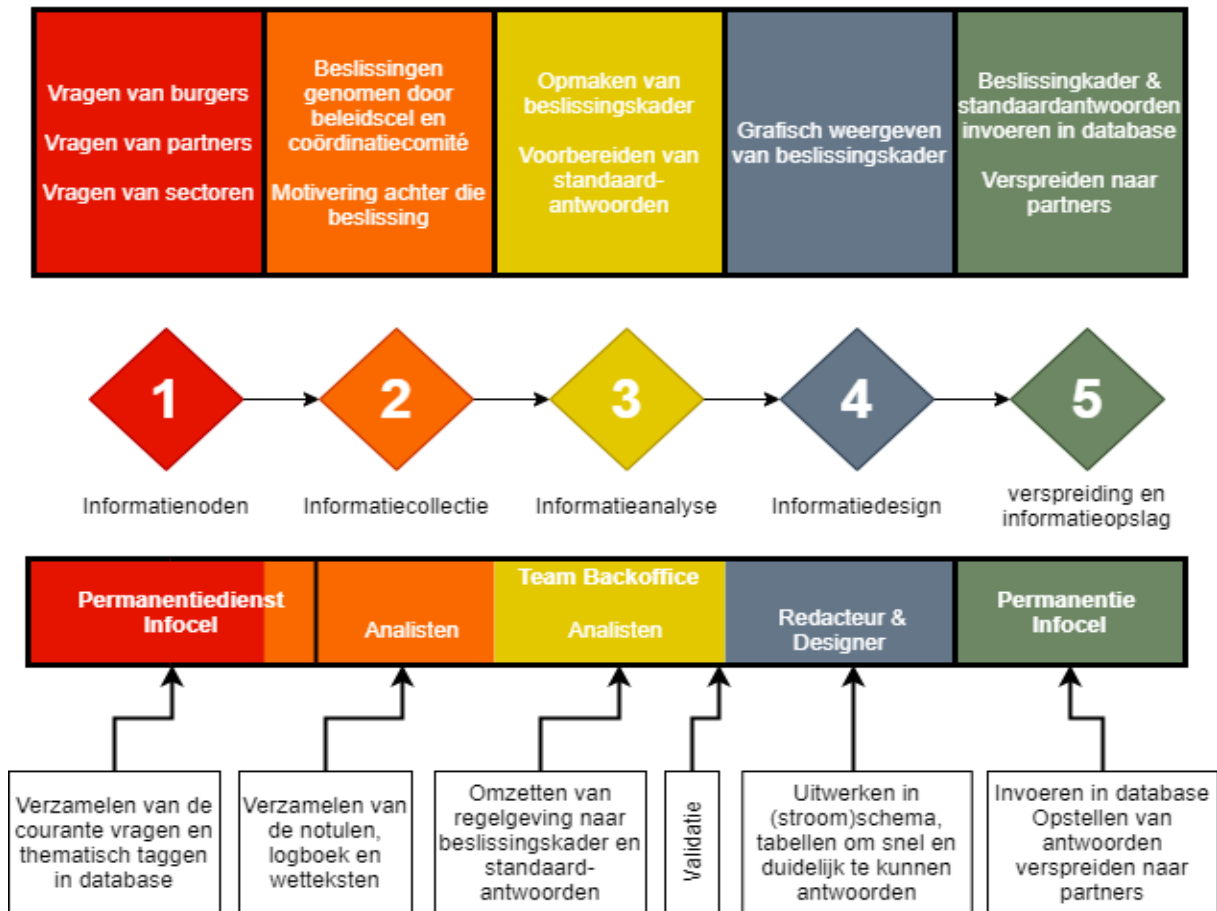 Vragen van burgers
Vragen van partners
Vragen van sectoren
Beslissingen
genomen door
beleidscel en
coördinatiecomité
Motivering achter die
beslissing
Opmaken van
beslissingskader
Voorbereiden van
standaard-
antwoorden
Grafisch weergeven
van beslissingskader
Beslissingkader &
standaardantwoorden
invoeren in database
Verspreiden naar
partners
1
2
3
4
5
Informatienoden
Informatiecollectie
Informatieanalyse
Informatiedesign
verspreiding en
informatieopslag
Permanentiedienst
Infocel
Analisten
Team Backoffice
Analisten
Redacteur &
Designer
Permanentie
Infocel
Verzamelen van de
courante vragen en
thematisch taggen
in database
Verzamelen van
de notulen,
logboek en
wetteksten
Omzetten van
regelgeving naar
beslissingskader en
standaard-
antwoorden
Validatie
Uitwerken in
(stroom)schema,
tabellen om snel en
duidelijk te kunnen
antwoorden
Invoeren in database
Opstellen van
antwoorden
verspreiden naar
partners